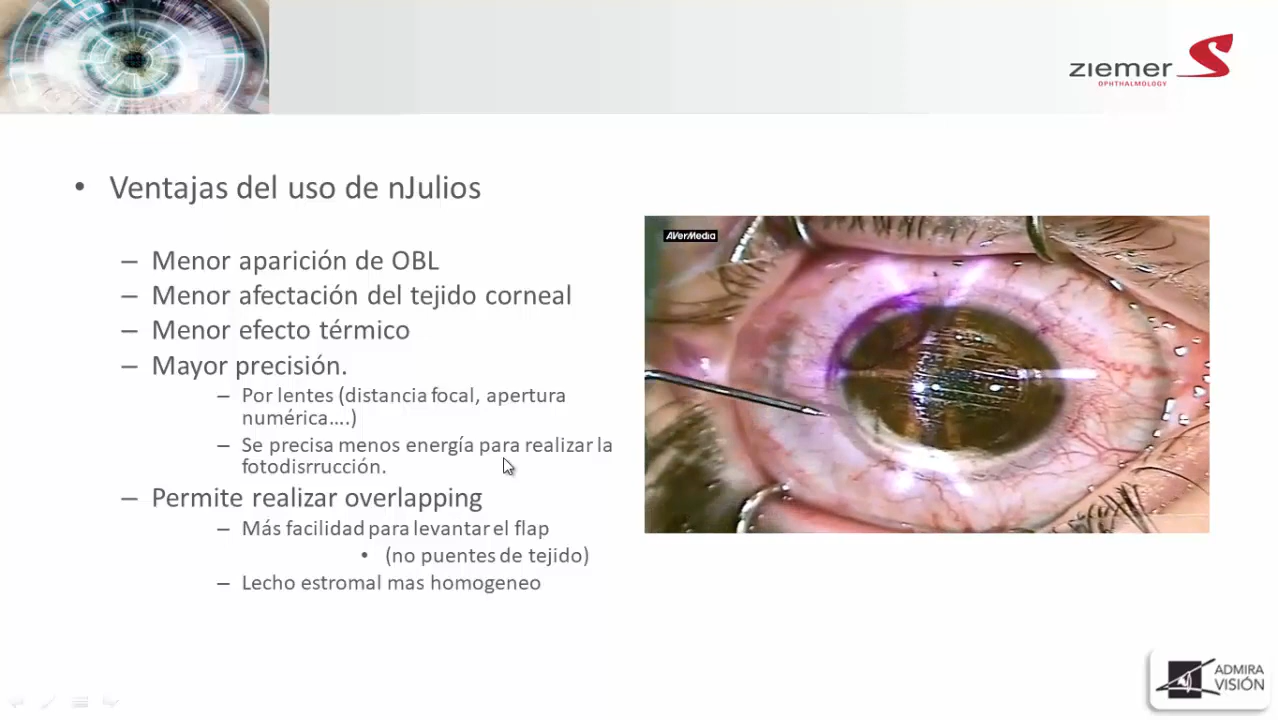 ziemer
OPHTHALMOLOGY
• Ventajas del uso de nJulios
– Menor aparición de OBL
– Menor afectación del tejido corneal
– Menor efecto térmico
– Mayor precisión.
– Por lentes (distancia focal, apertura
numérica....)
– Se precisa menos energía para realizar la
fotodisrrucción.
– Permite realizar overlapping
– Más facilidad para levantar el flap
• (no puentes de tejido)
– Lecho estromal mas homogeneo
AVerMedia
ADMIRA
VISIÓN